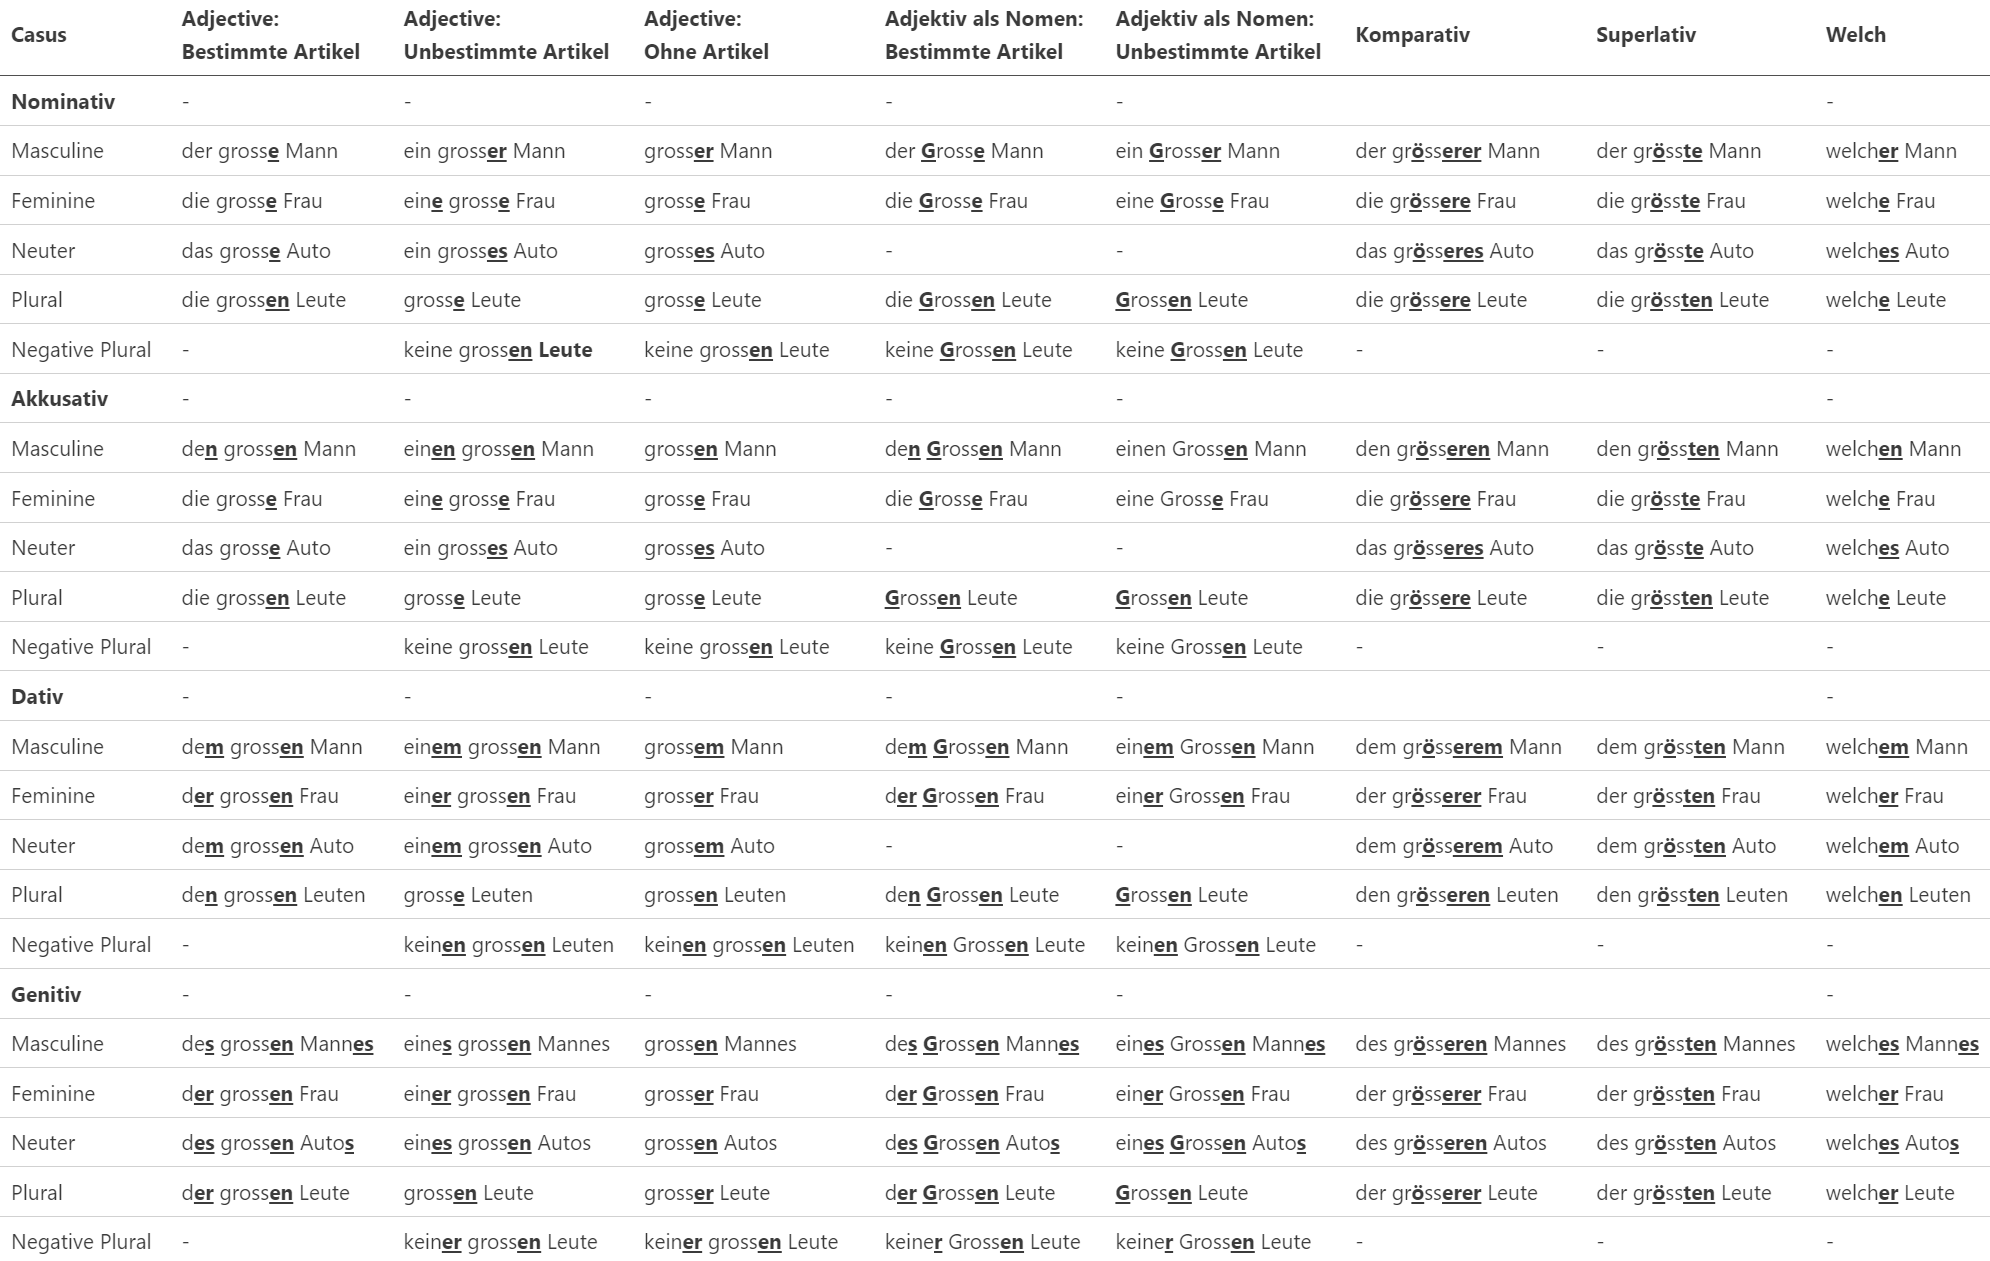 Casus Adjective: Bestimmte Artikel Adjective: Unbestimmte Artikel Adjective: Ohne Artikel Adjektiv als Nomen: Bestimmte Artikel Adjektiv als Nomen: Unbestimmte Artikel Komparativ Superlativ Welch
Nominativ - - - - - -
Masculine der grosse Mann ein grosser Mann grosser Mann der Grosse Mann ein Grosser Mann der grösserer Mann der grösste Mann welcher Mann
Feminine die grosse Frau eine grosse Frau grosse Frau die Grosse Frau eine Grosse Frau die grössere Frau die grösste Frau welche Frau
Neuter das grosse Auto ein grosses Auto grosses Auto - - das grösseres Auto das grösste Auto welches Auto
Plural die grossen Leute grosse Leute grosse Leute die Grossen Leute Grossen Leute die grössere Leute die grössten Leute welche Leute
Negative Plural - keine grossen Leute keine grossen Leute keine Grossen Leute keine Grossen Leute - - -
Akkusativ - - - - - -
Masculine den grossen Mann einen grossen Mann grossen Mann den Grossen Mann einen Grossen Mann den grösseren Mann den grössten Mann welchen Mann
Feminine die grosse Frau eine grosse Frau grosse Frau die Grosse Frau eine Grosse Frau die grössere Frau die grösste Frau welche Frau
Neuter das grosse Auto ein grosses Auto grosses Auto - - das grösseres Auto das grösste Auto welches Auto
Plural die grossen Leute grosse Leute grosse Leute Grossen Leute Grossen Leute die grössere Leute die grössten Leute welche Leute
Negative Plural - keine grossen Leute keine grossen Leute keine Grossen Leute keine Grossen Leute - - -
Dativ - - - - - -
Masculine dem grossen Mann einem grossen Mann grossem Mann dem Grossen Mann einem Grossen Mann dem grösserem Mann dem grössten Mann welchem Mann
Feminine der grossen Frau einer grossen Frau grosser Frau der Grossen Frau einer Grossen Frau der grösserer Frau der grössten Frau welcher Frau
Neuter dem grossen Auto einem grossen Auto grossem Auto - - dem grösserem Auto dem grössten Auto welchem Auto
Plural den grossen Leuten grosse Leuten grossen Leuten den Grossen Leute Grossen Leute den grösseren Leuten den grössten Leuten welchen Leuten
Negative Plural - keinen grossen Leuten keinen grossen Leuten keinen Grossen Leute keinen Grossen Leute - - -
Genitiv - - - - - -
Masculine des grossen Mannes eines grossen Mannes grossen Mannes des Grossen Mannes eines Grossen Mannes des grösseren Mannes des grössten Mannes welches Mannes
Feminine der grossen Frau einer grossen Frau grosser Frau der Grossen Frau einer Grossen Frau der grösserer Frau der grössten Frau welcher Frau
Neuter des grossen Autos eines grossen Autos grossen Autos des Grossen Autos eines Grossen Autos des grösseren Autos des grössten Autos welches Autos
Plural der grossen Leute grossen Leute grosser Leute der Grossen Leute Grossen Leute der grösserer Leute der grössten Leute welcher Leute
Negative Plural - keiner grossen Leute keiner grossen Leute keiner Grossen Leute keiner Grossen Leute - - -